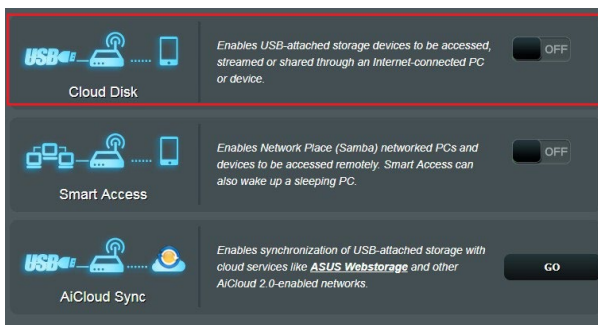 USB
Cloud Disk
Enables USB-attached storage devices to be accessed,
streamed or shared through an Internet-connected PC
or device.
OFF
Smart Access
Enables Network Place (Samba) networked PCs and
devices to be accessed remotely. Smart Access can
also wake up a sleeping PC.
OFF
USB
AiCloud Sync
Enables synchronization of USB-attached storage with
cloud services like ASUS Webstorage and other
AiCloud 2.0-enabled networks.
GO